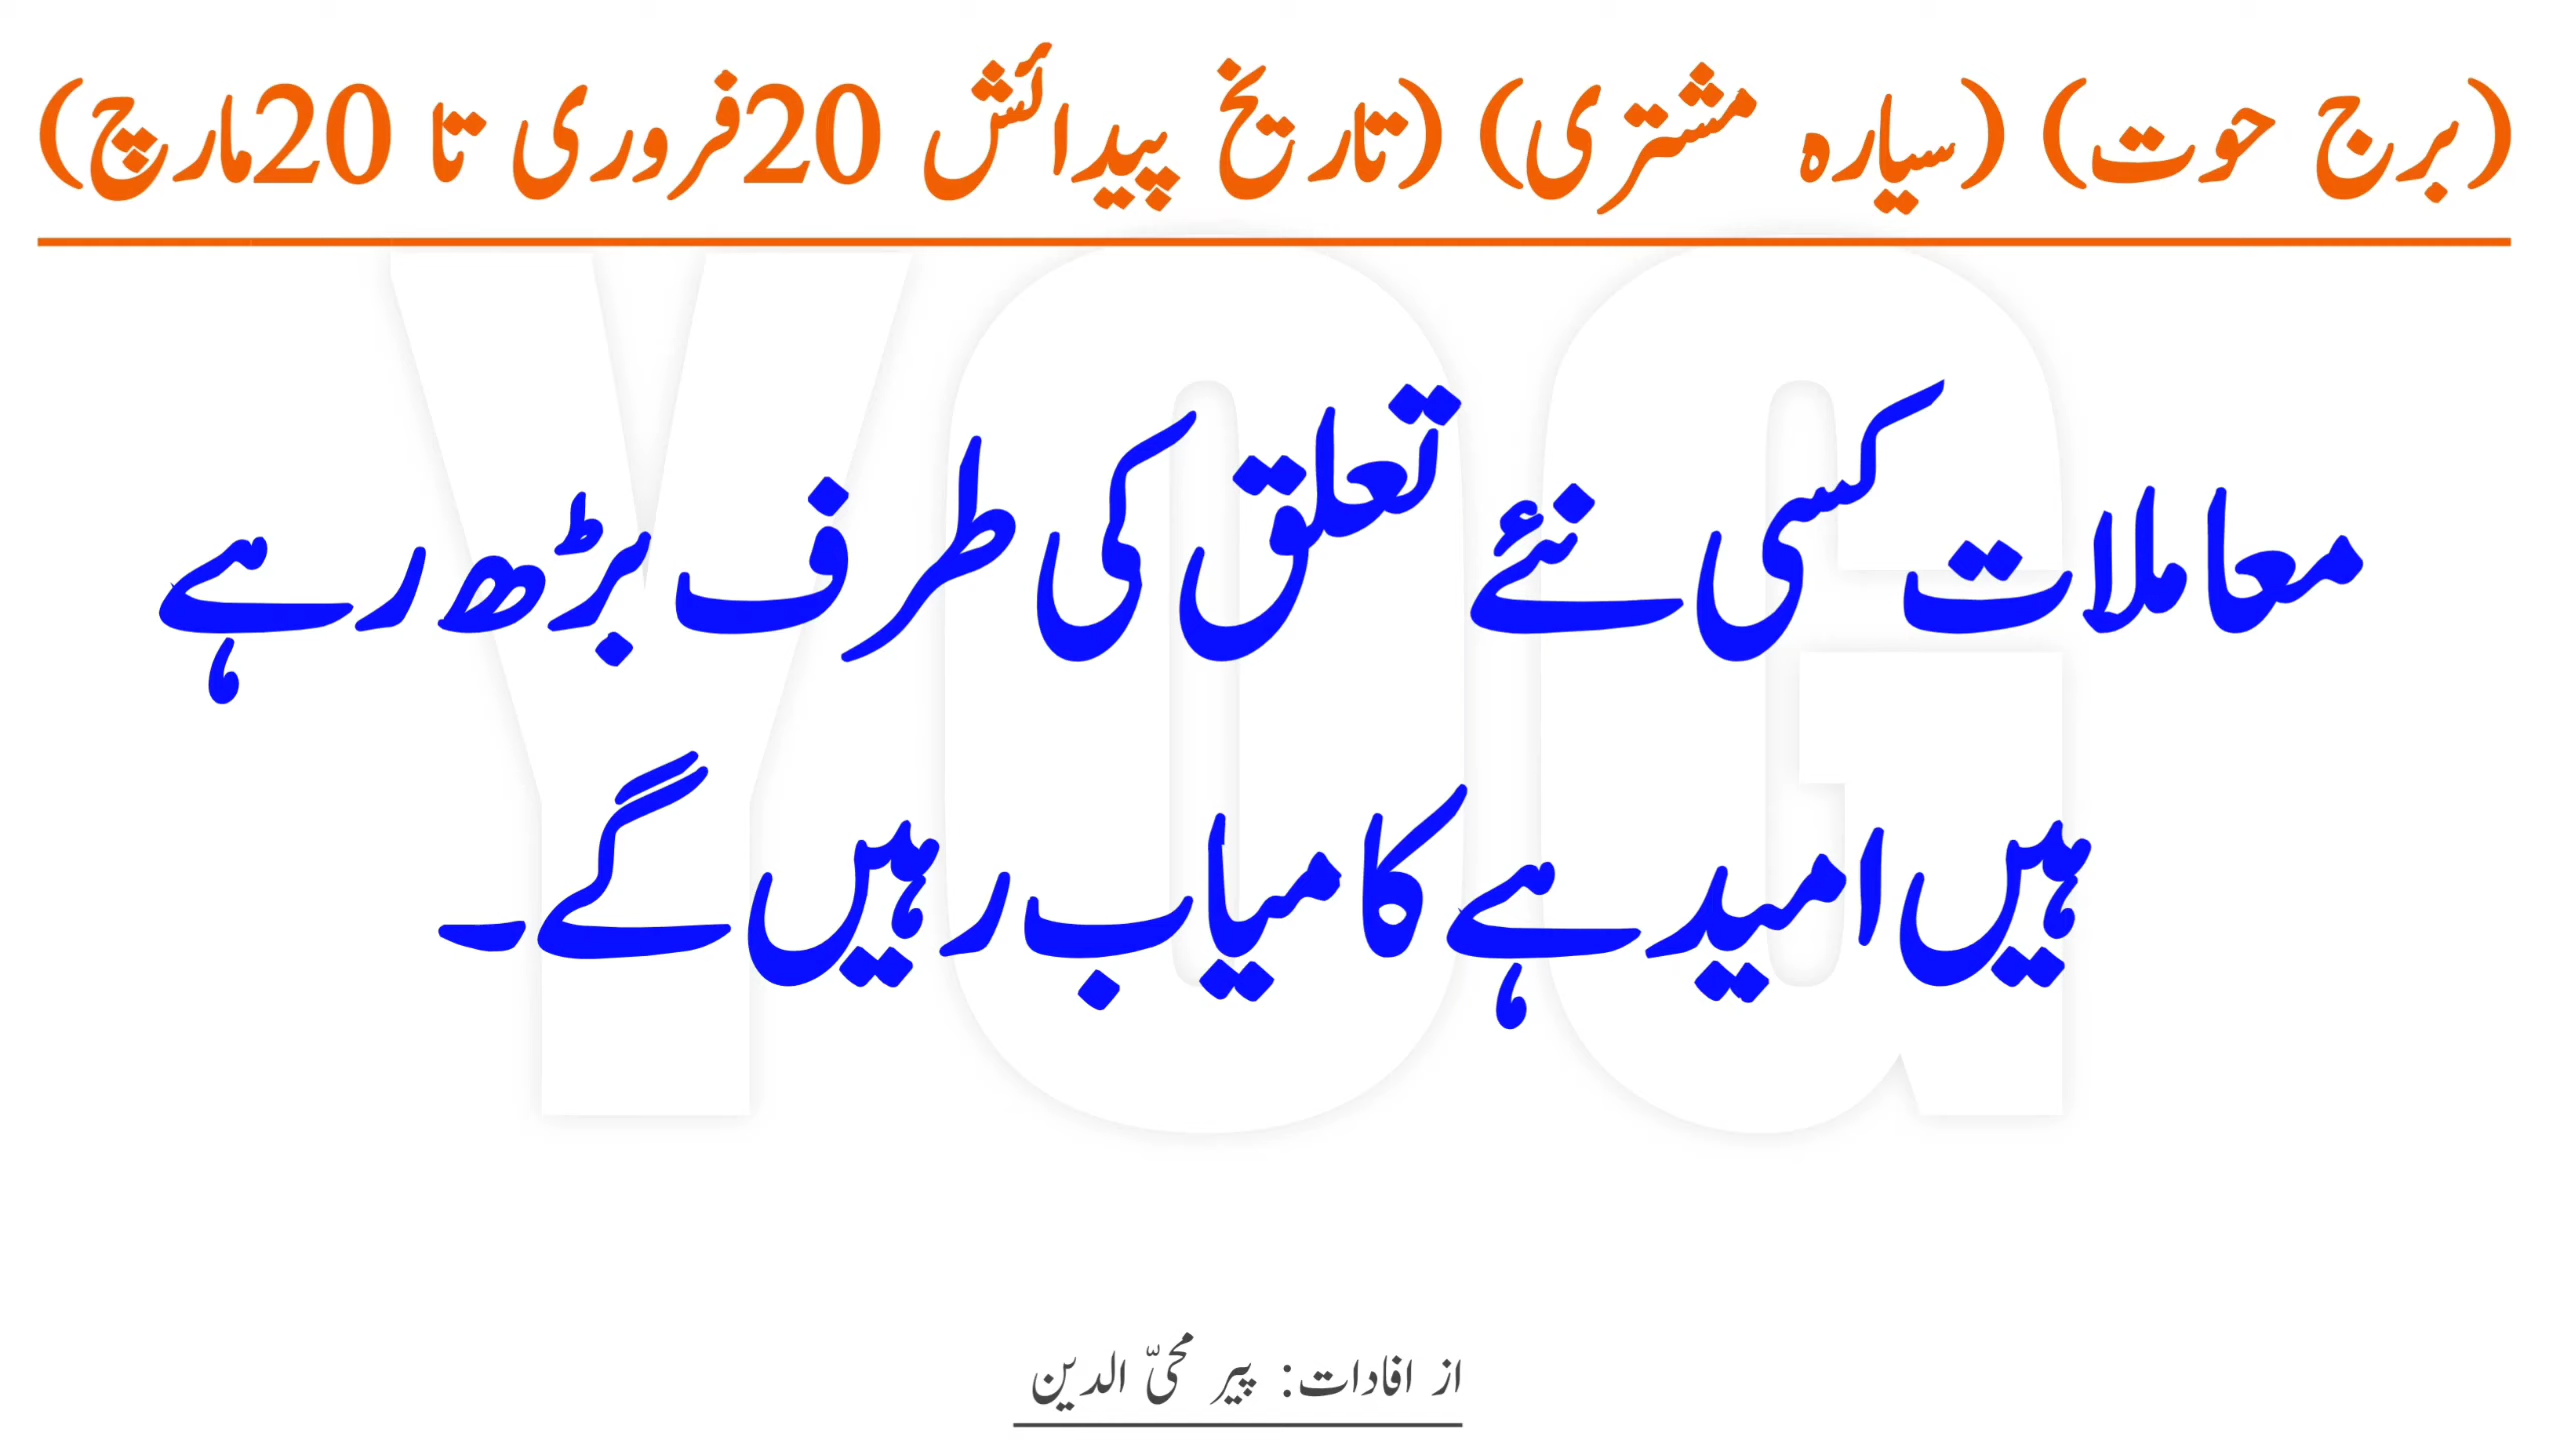 (برج حوت) (سیارہ مشتری) (تاریخ پیدائش 20فروری تا 20مارچ)
معاملات کسی نئے تعلق کی طرف بڑھ رہے
ہیں امید ہے کامیاب رہیں گے۔
از افادات: پیر محیّ الدین
YOG